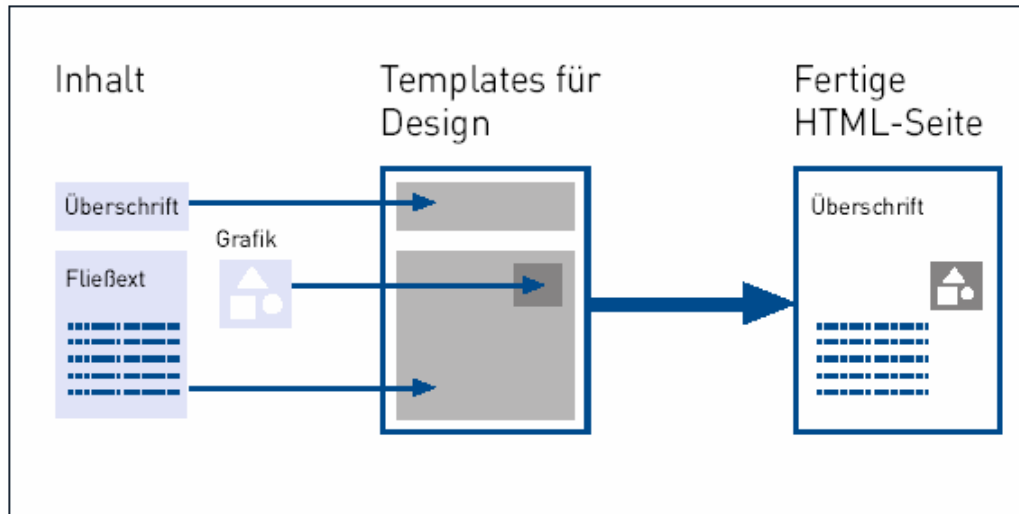 Inhalt
Templates für
Design
Fertige
HTML-Seite
Überschrift
Grafik
Fließext
Überschrift